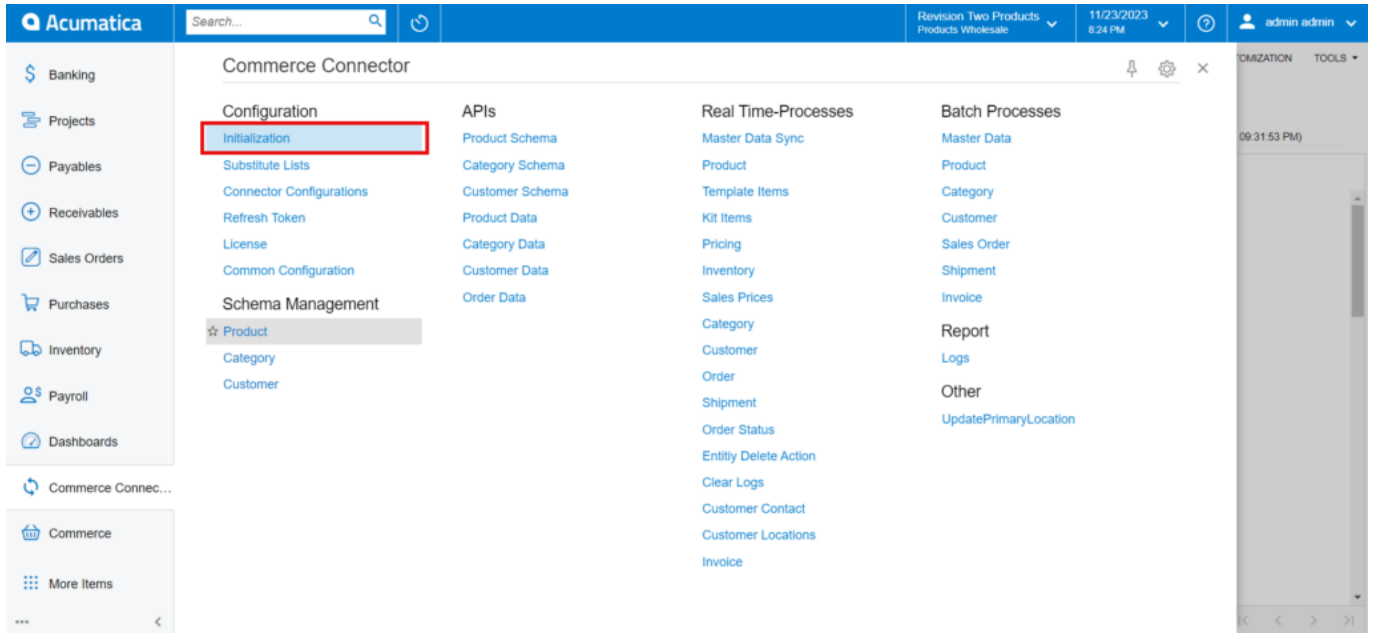 Acumatica
Search...
Revision Two Products
Products Wholesale
11/23/2023
8:24 PM
admin admin
Banking
Projects
Payables
Receivables
Sales Orders
Purchases
Inventory
Payroll
Dashboards
Commerce Connec...
Commerce
More Items
Commerce Connector
Configuration
Initialization
Substitute Lists
Connector Configurations
Refresh Token
License
Common Configuration
Schema Management
Product
Category
Customer
APIs
Product Schema
Category Schema
Customer Schema
Product Data
Category Data
Customer Data
Order Data
Real Time-Processes
Master Data Sync
Product
Template Items
Kit Items
Pricing
Inventory
Sales Prices
Category
Customer
Order
Shipment
Order Status
Entitiy Delete Action
Clear Logs
Customer Contact
Customer Locations
Invoice
Batch Processes
Master Data
Product
Category
Customer
Sales Order
Shipment
Invoice
Report
Logs
Other
UpdatePrimaryLocation
OMIZATION TOOLS
09:31:53 PM)